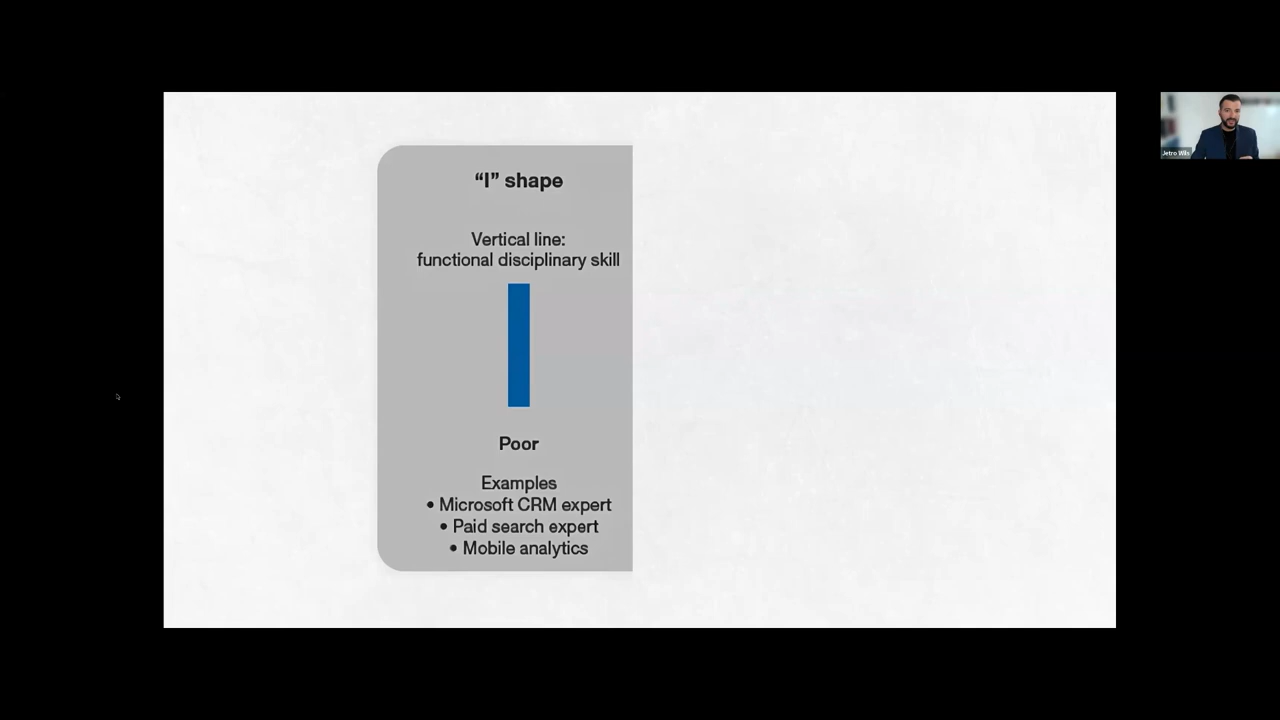 “I” shape
Vertical line:
functional disciplinary skill
Poor
Examples
• Microsoft CRM expert
• Paid search expert
• Mobile analytics
Jetro Wils